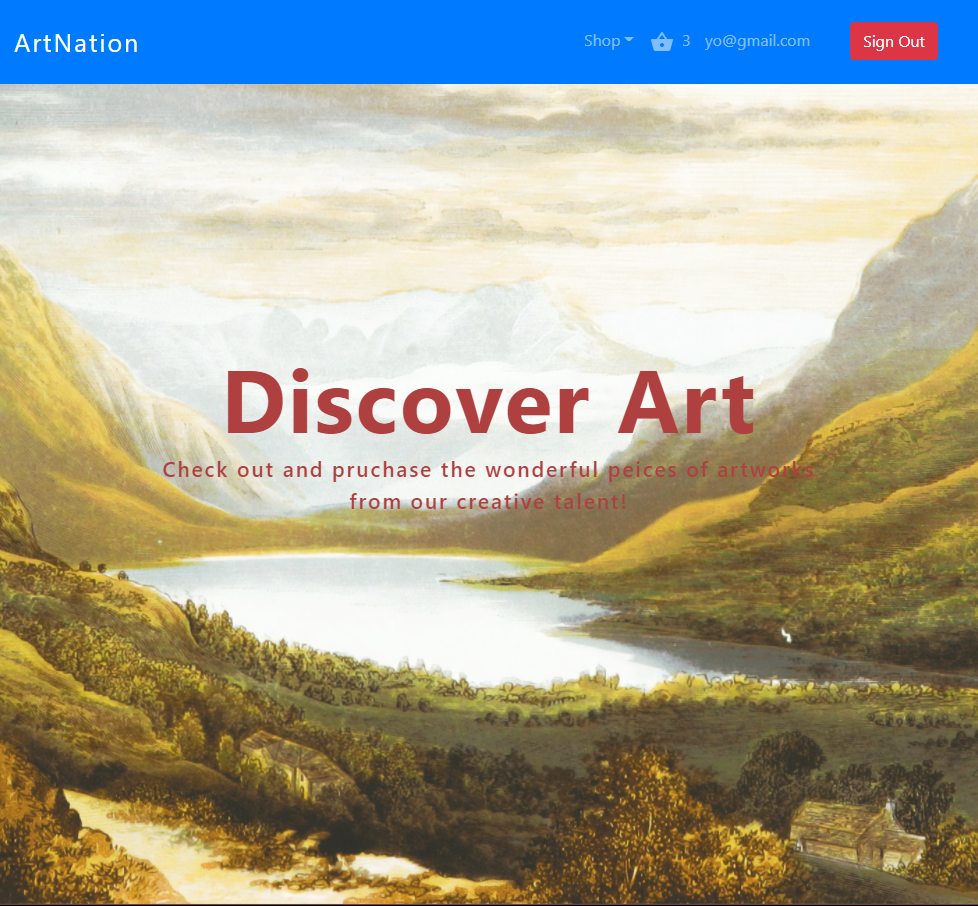 ArtNation
Shop 3 yo@gmail.com Sign Out
Discover Art
Check out and pruchase the wonderful peices of artworks
from our creative talent!